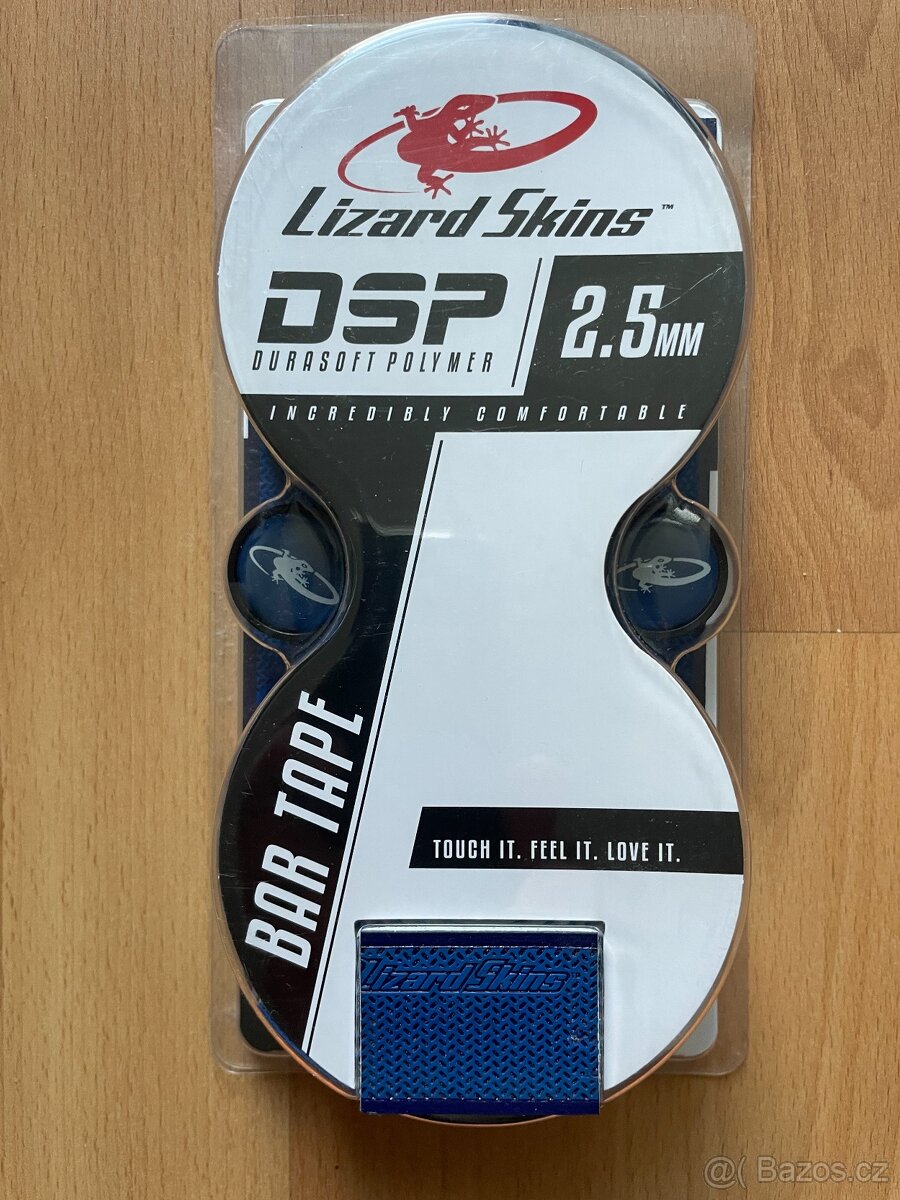 Lizard Skins™
DSP
DURASOFT POLYMER
2.5MM
INCREDIBLY COMFORTABLE
BAR TAPE
TOUCH IT. FEEL IT. LOVE IT.
Lizard Skins
@( Bazos.cz